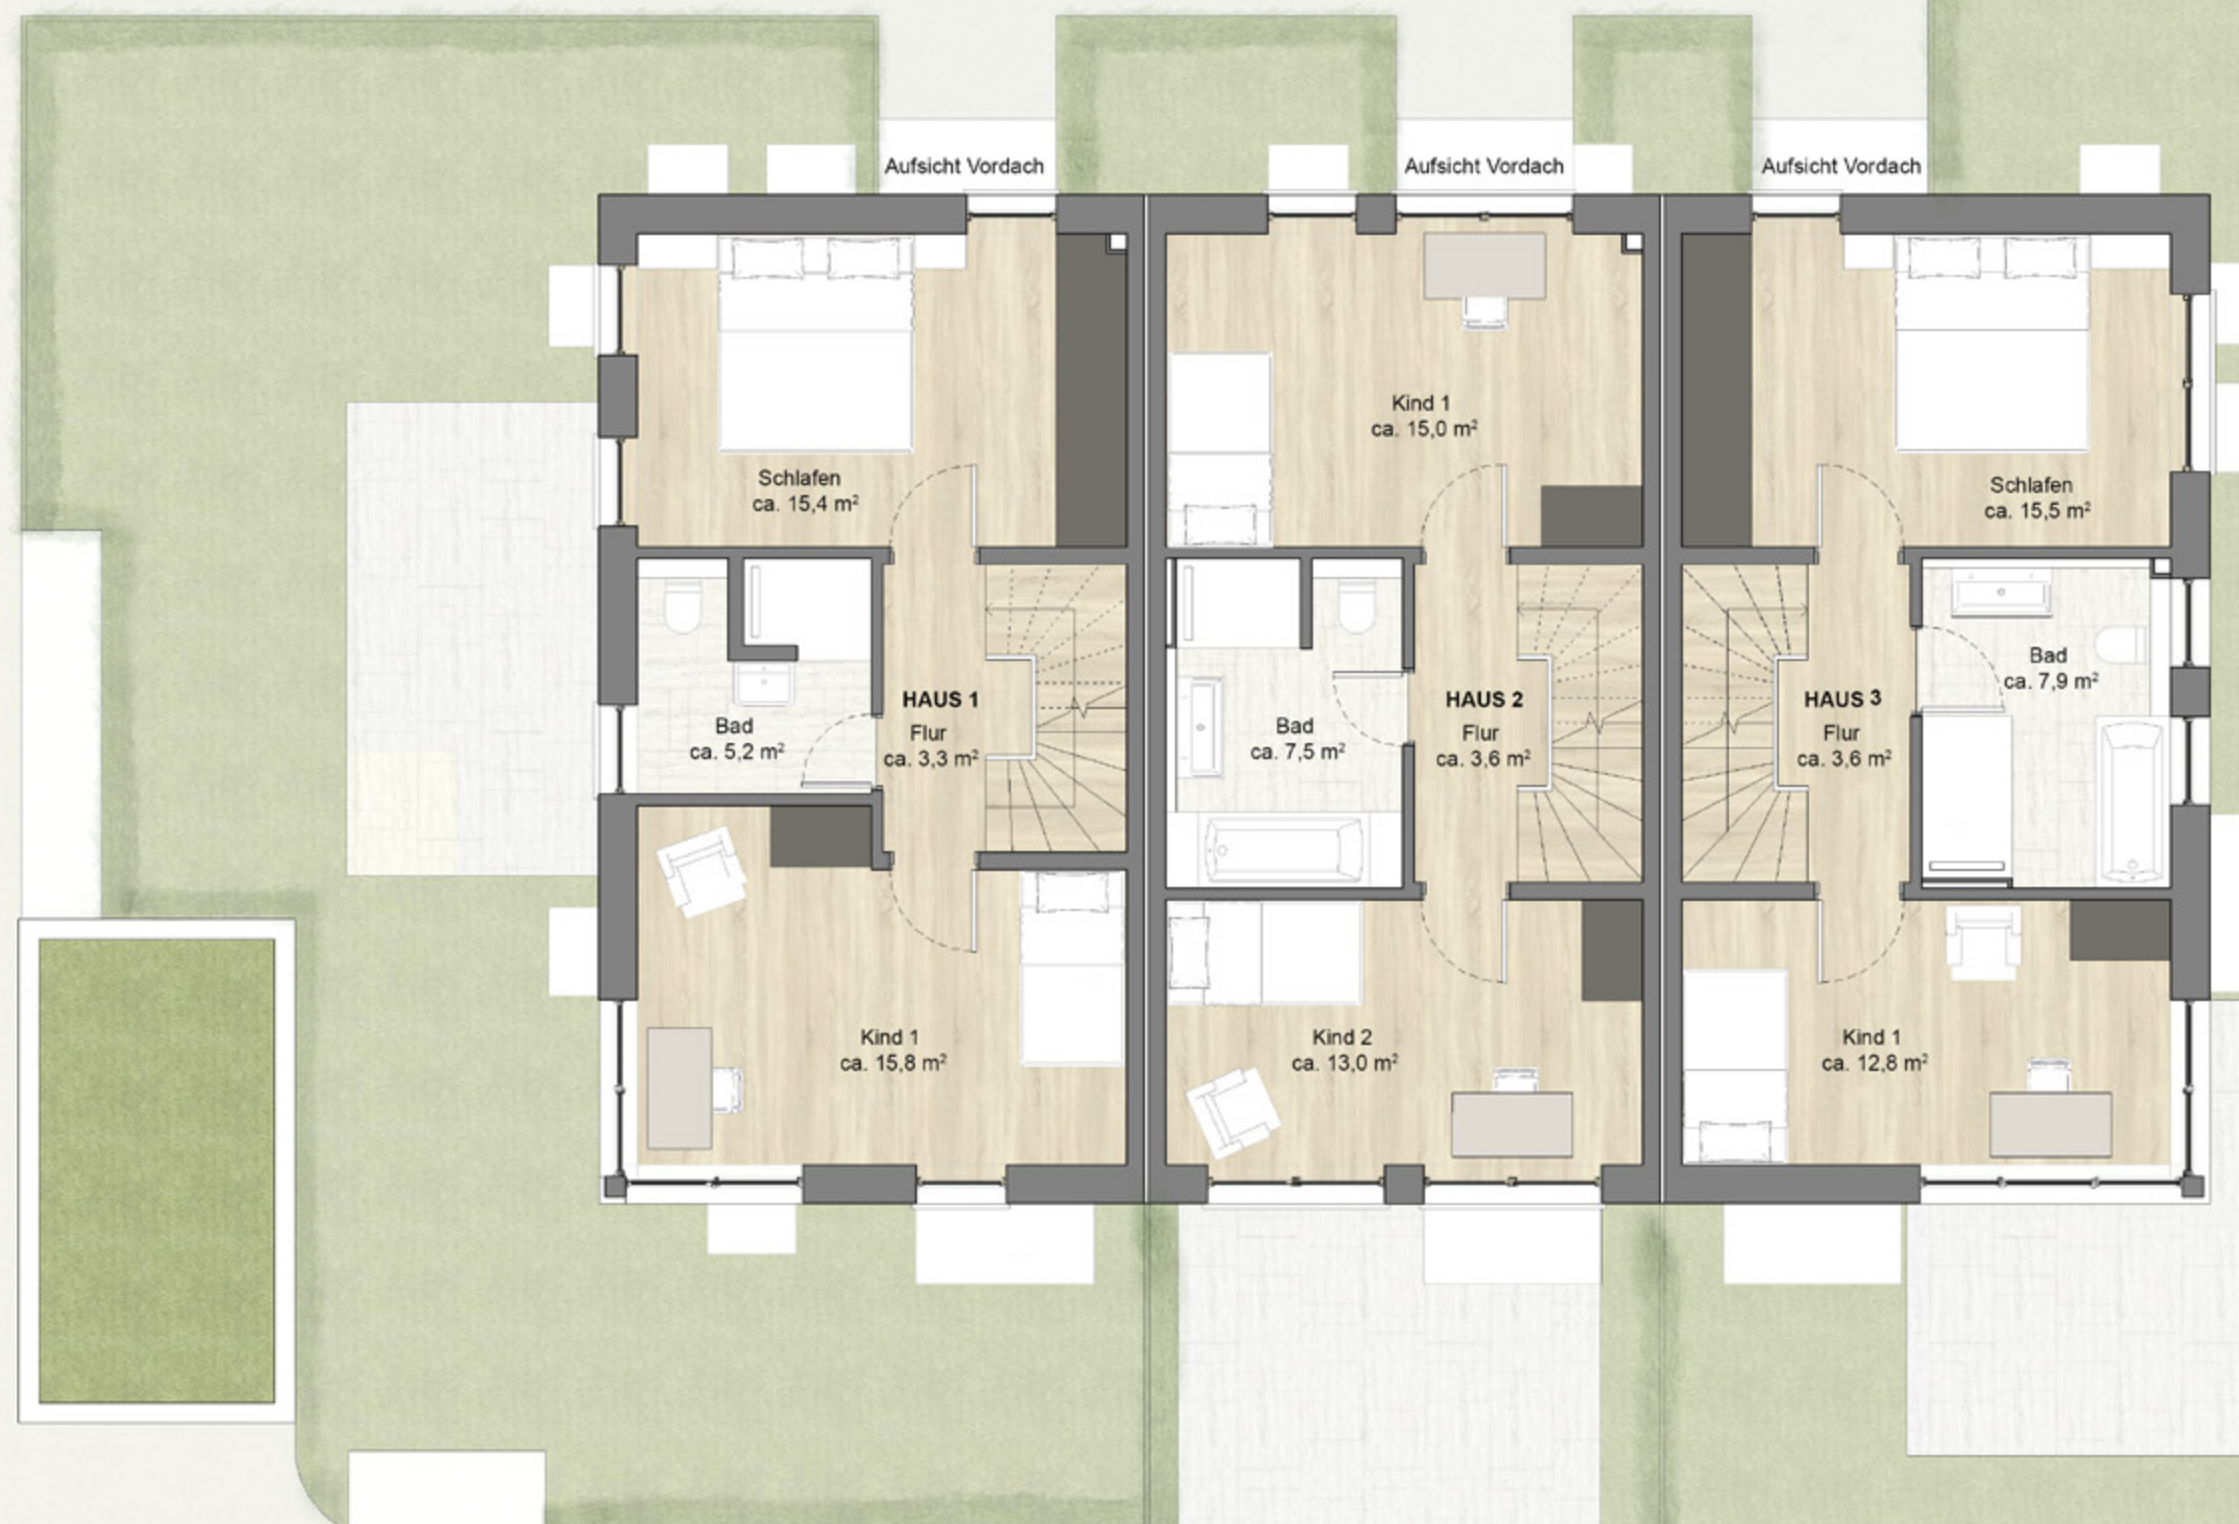 Aufsicht Vordach
Aufsicht Vordach
Aufsicht Vordach
Schlafen
ca. 15,4 m²
Kind 1
ca. 15,0 m²
Schlafen
ca. 15,5 m²
HAUS 1
Flur
ca. 3,3 m²
Bad
ca. 5,2 m²
Bad
ca. 7,5 m²
HAUS 2
Flur
ca. 3,6 m²
HAUS 3
Flur
ca. 3,6 m²
Bad
ca. 7,9 m²
Kind 1
ca. 15,8 m²
Kind 2
ca. 13,0 m²
Kind 1
ca. 12,8 m²